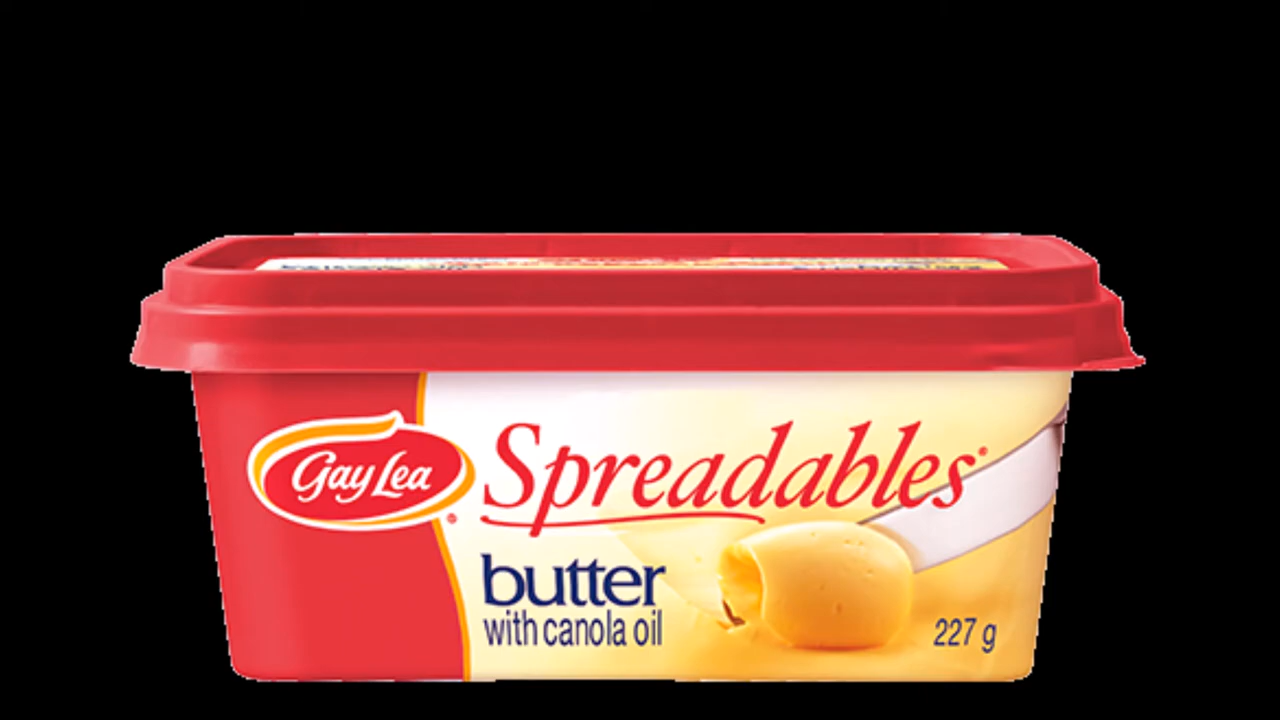 Gay Lea
Spreadables®
butter
with canola oil
227 g